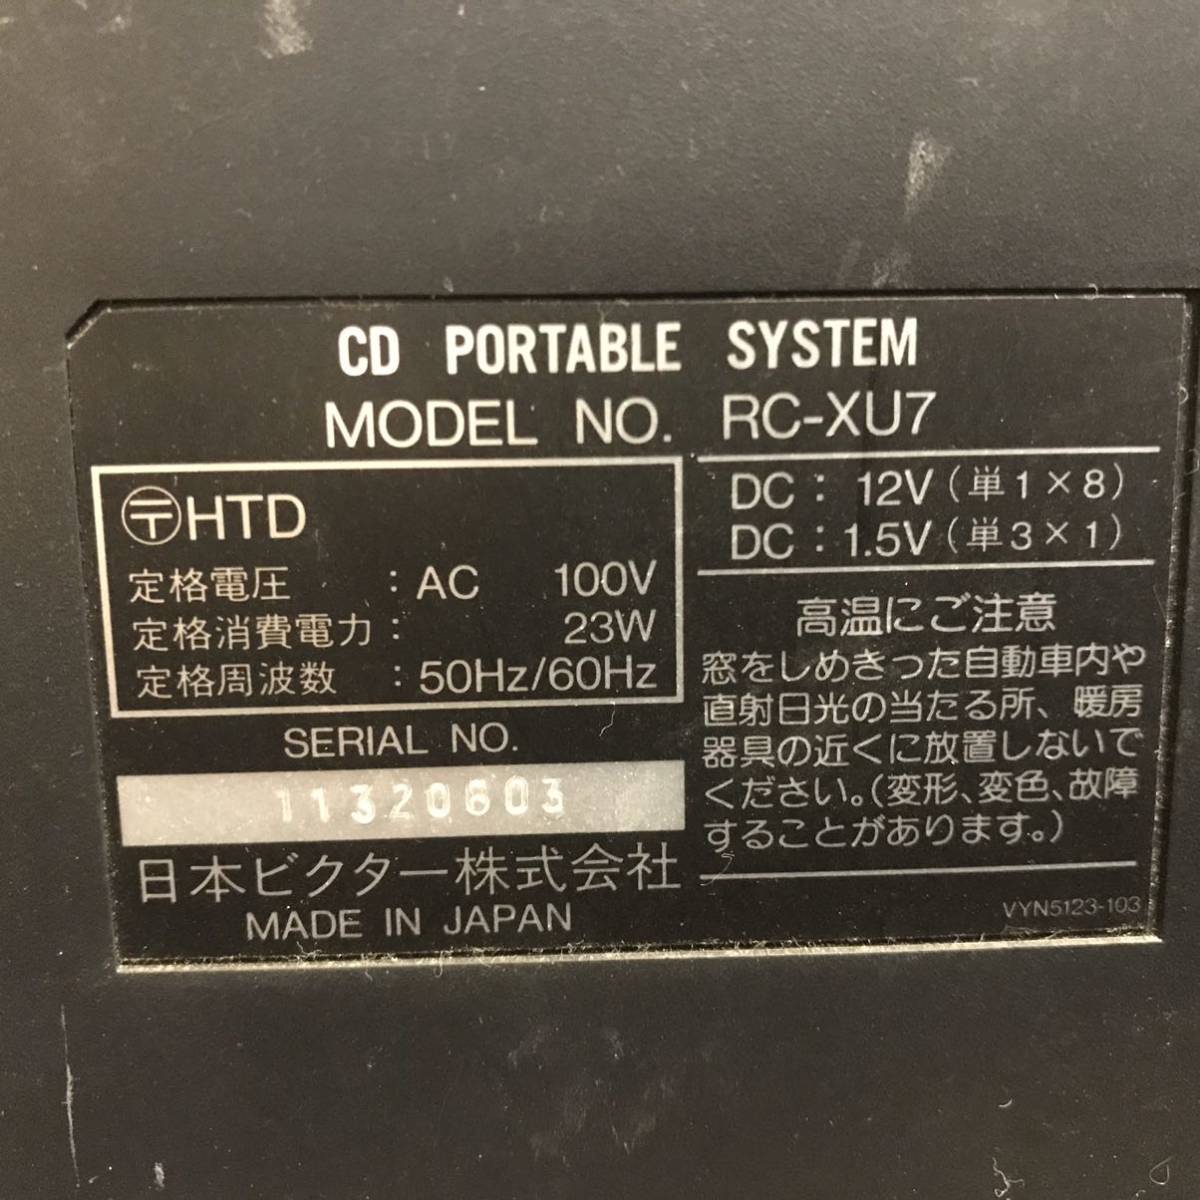 CD PORTABLE SYSTEM
MODEL NO. RC-XU7
〒HTD
定格電圧 : AC 100V
定格消費電力 : 23W
定格周波数 : 50Hz/60Hz
SERIAL NO.
11320603
日本ビクター株式会社
MADE IN JAPAN
DC : 12V (単1×8)
DC : 1.5V (単3×1)
高温にご注意
窓をしめきった自動車内や
直射日光の当たる所、暖房
器具の近くに放置しないで
ください。(変形、変色、故障
することがあります。)
VYN5123-103